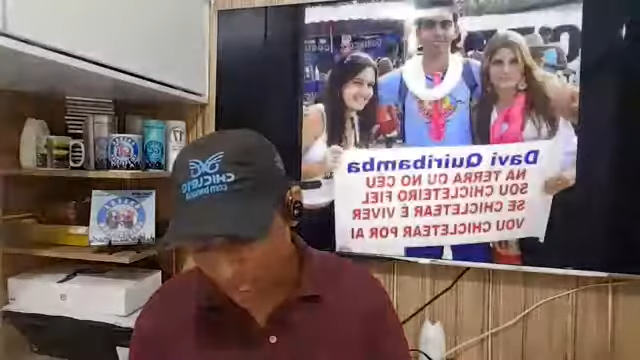 Davi Quiribamba
NA TERRA OU NO CÉU
SOU CHICLETEIRO FIEL
SE CHICLETEAR É VIVER
VOU CHICLETEAR POR AI
CHICLETE
com banana